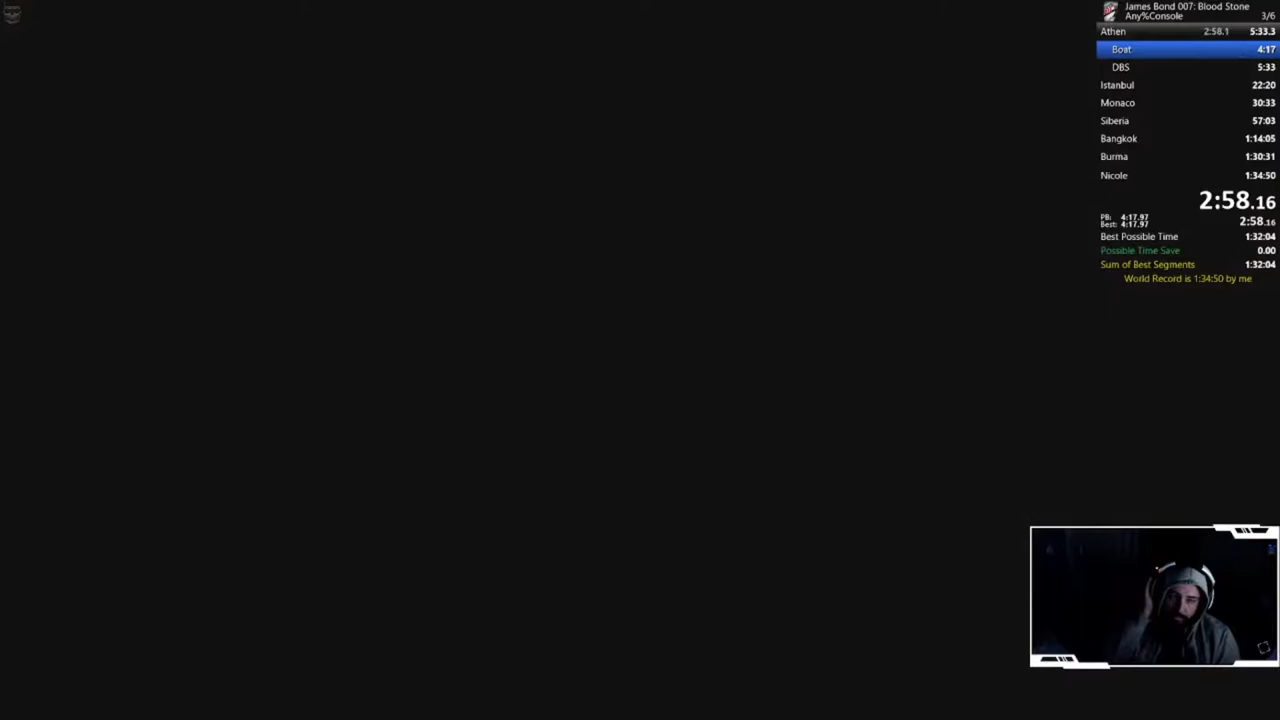 James Bond 007: Blood Stone
Any%Console 3/6
Athen 2:58.1 5:33.3
Boat 4:17
DBS 5:33
Istanbul 22:20
Monaco 30:33
Siberia 57:03
Bangkok 1:14:05
Burma 1:30:31
Nicole 1:34:50
2:58.16
PB: 4:17.97 2:58.16
Best: 4:17.97
Best Possible Time 1:32:04
Possible Time Save 0.00
Sum of Best Segments 1:32:04
World Record is 1:34:50 by me